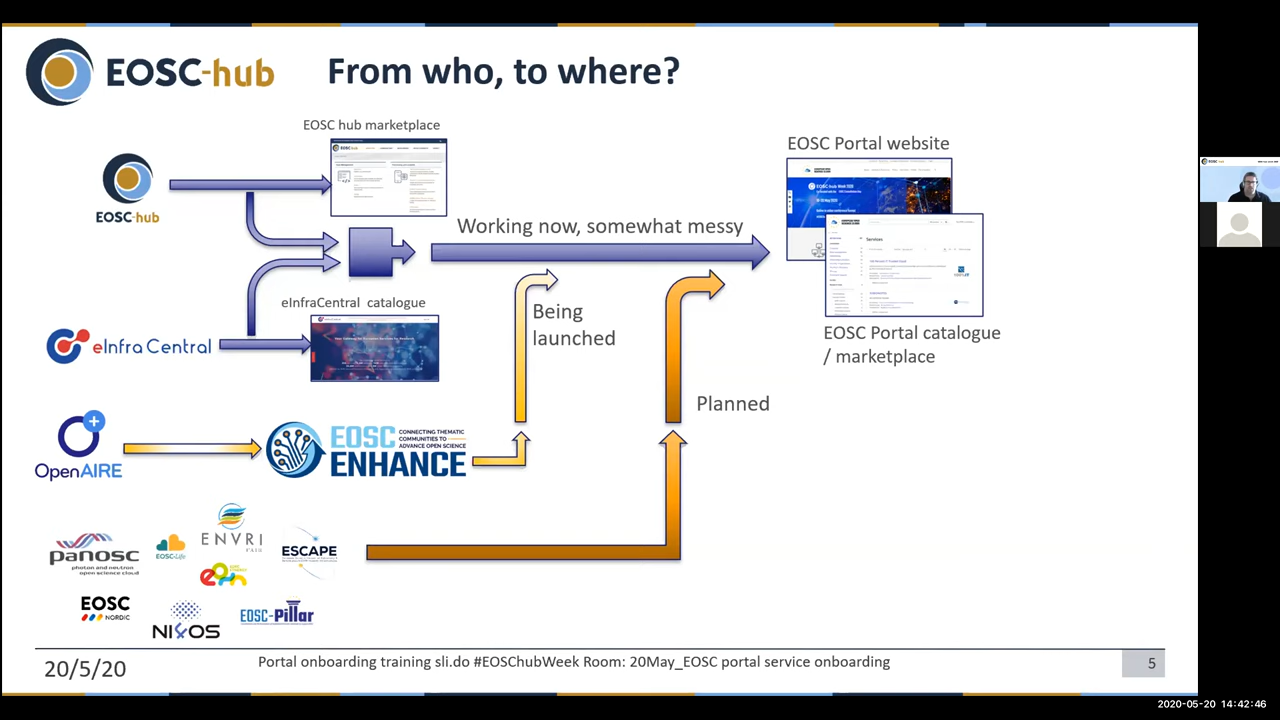 EOSC-hub
From who, to where?
EOSC hub marketplace
EOSC Portal website
EOSC-hub
Working now, somewhat messy
eInfraCentral catalogue
Being
launched
EOSC Portal catalogue
/ marketplace
eInfra Central
Planned
OpenAIRE
EOSC
CONNECTING THEMATIC
COMMUNITIES TO
ADVANCE OPEN SCIENCE
ENHANCE
ENVRI
FAIR
panosc
photon and neutron
open science cloud
EOSC-Life
ESCAPE
EOSC
NORDIC
NI4OS
EOSC-Pillar
20/5/20
Portal onboarding training sli.do #EOSChubWeek Room: 20May_EOSC portal service onboarding
5
2020-05-20 14:42:46